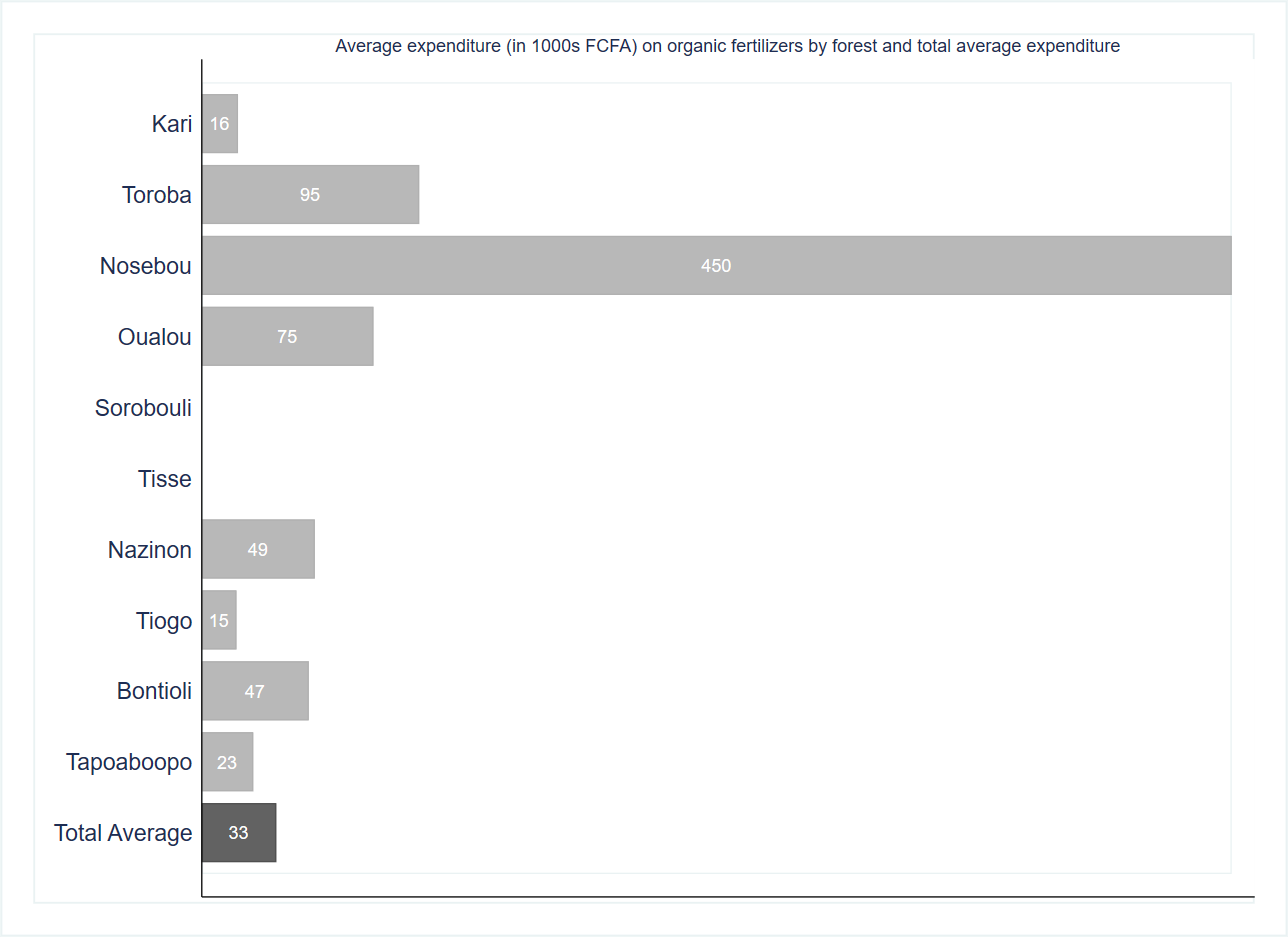 Average expenditure (in 1000s FCFA) on organic fertilizers by forest and total average expenditure
Kari 16
Toroba 95
Nosebou 450
Oualou 75
Sorobouli
Tisse
Nazinon 49
Tiogo 15
Bontioli 47
Tapoaboopo 23
Total Average 33